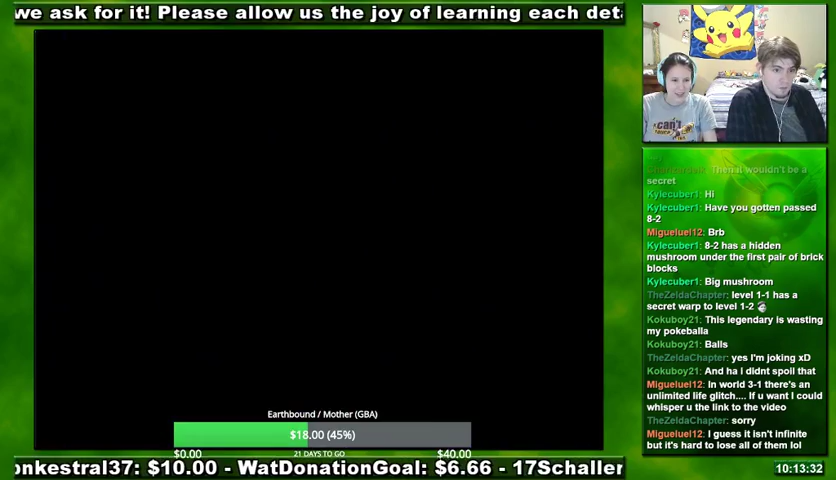 we ask for it! Please allow us the joy of learning each deta
Then it wouldn't be a
secret
Kylecuber1: Hi
Kylecuber1: Have you gotten passed
8-2
Migueluel12: Brb
Kylecuber1: 8-2 has a hidden
mushroom under the first pair of brick
blocks
Kylecuber1: Big mushroom
TheZeldaChapter: level 1-1 has a
secret warp to level 1-2
Kokuboy21: This legendary is wasting
my pokeballa
Kokuboy21: Balls
TheZeldaChapter: yes I'm joking xD
Kokuboy21: And ha i didnt spoil that
Migueluel12: In world 3-1 there's an
unlimited life glitch.... If u want I could
whisper u the link to the video
TheZeldaChapter: sorry
Migueluel12: I guess it isn't infinite
but it's hard to lose all of them lol
Earthbound / Mother (GBA)
$18.00 (45%)
$0.00 21 DAYS TO GO $40.00
onkestral37: $10.00 - WatDonationGoal: $6.66 - 17Schaller
10:13:32
can't